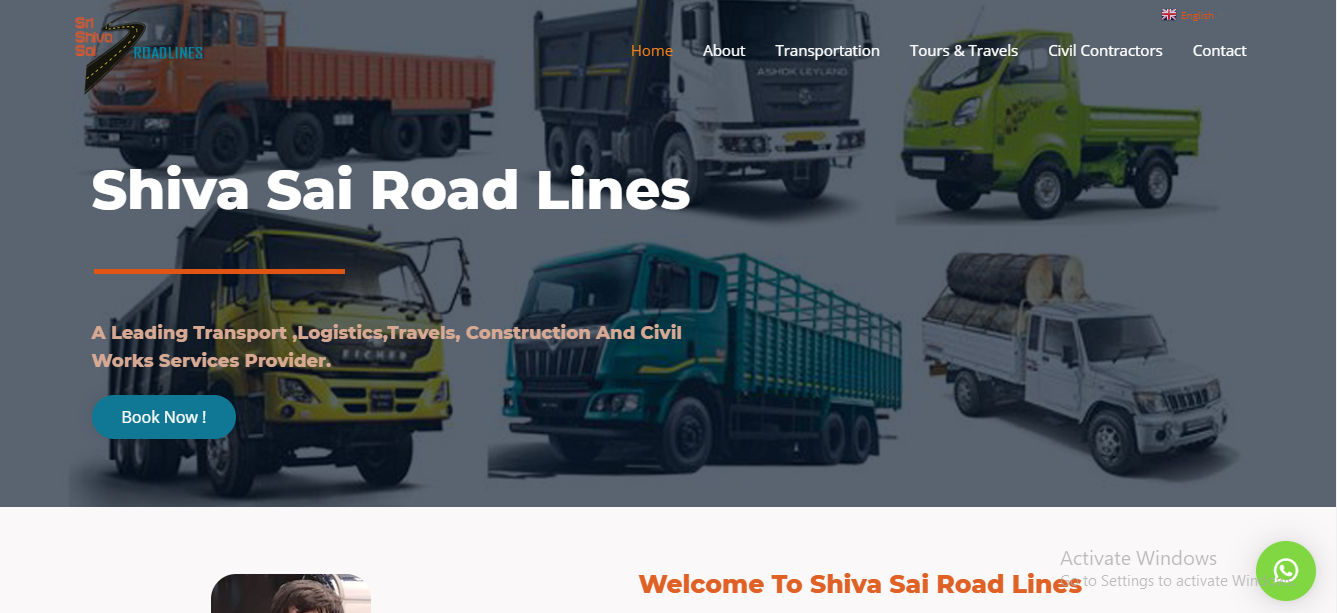 Sri
Shiva
Sai
ROADLINES
English
Home About Transportation Tours & Travels Civil Contractors Contact
ASHOK LEYLAND
Shiva Sai Road Lines
A Leading Transport ,Logistics,Travels, Construction And Civil
Works Services Provider.
EICHER
Book Now !
Activate Windows
Go to Settings to activate
Welcome To Shiva Sai Road Lines